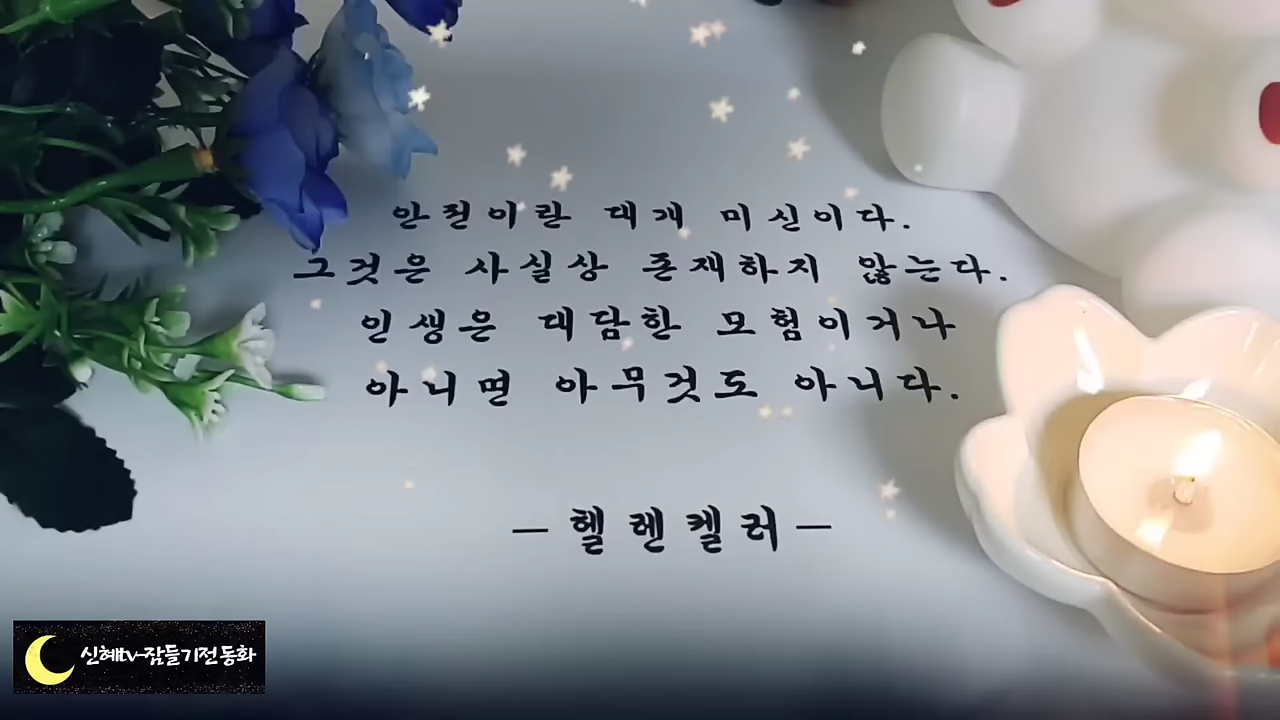 안전이란 대개 미신이다.
그것은 사실상 존재하지 않는다.
인생은 대담한 모험이거나
아니면 아무것도 아니다.
― 헬렌켈러 ―
신혜tv-잠들기전동화